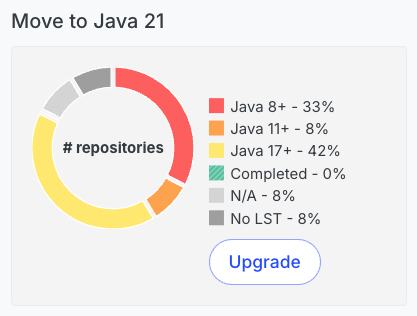 Move to Java 21
# repositories
Java 8+ - 33%
Java 11+ - 8%
Java 17+ - 42%
Completed - 0%
N/A - 8%
No LST - 8%
Upgrade